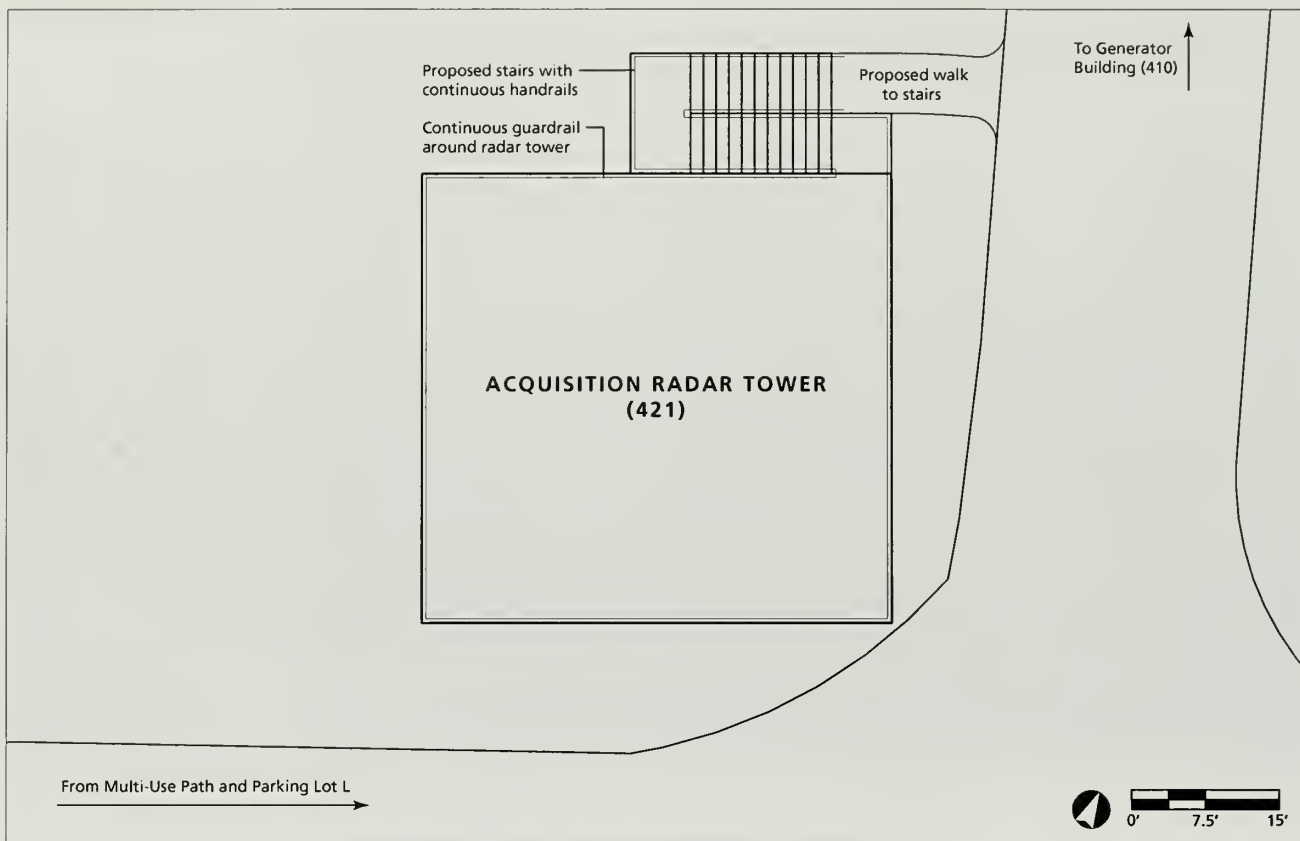 To Generator
Building (410)
Proposed stairs with
continuous handrails
Proposed walk
to stairs
Continuous guardrail
around radar tower
ACQUISITION RADAR TOWER
(421)
From Multi-Use Path and Parking Lot L
0' 7.5' 15'